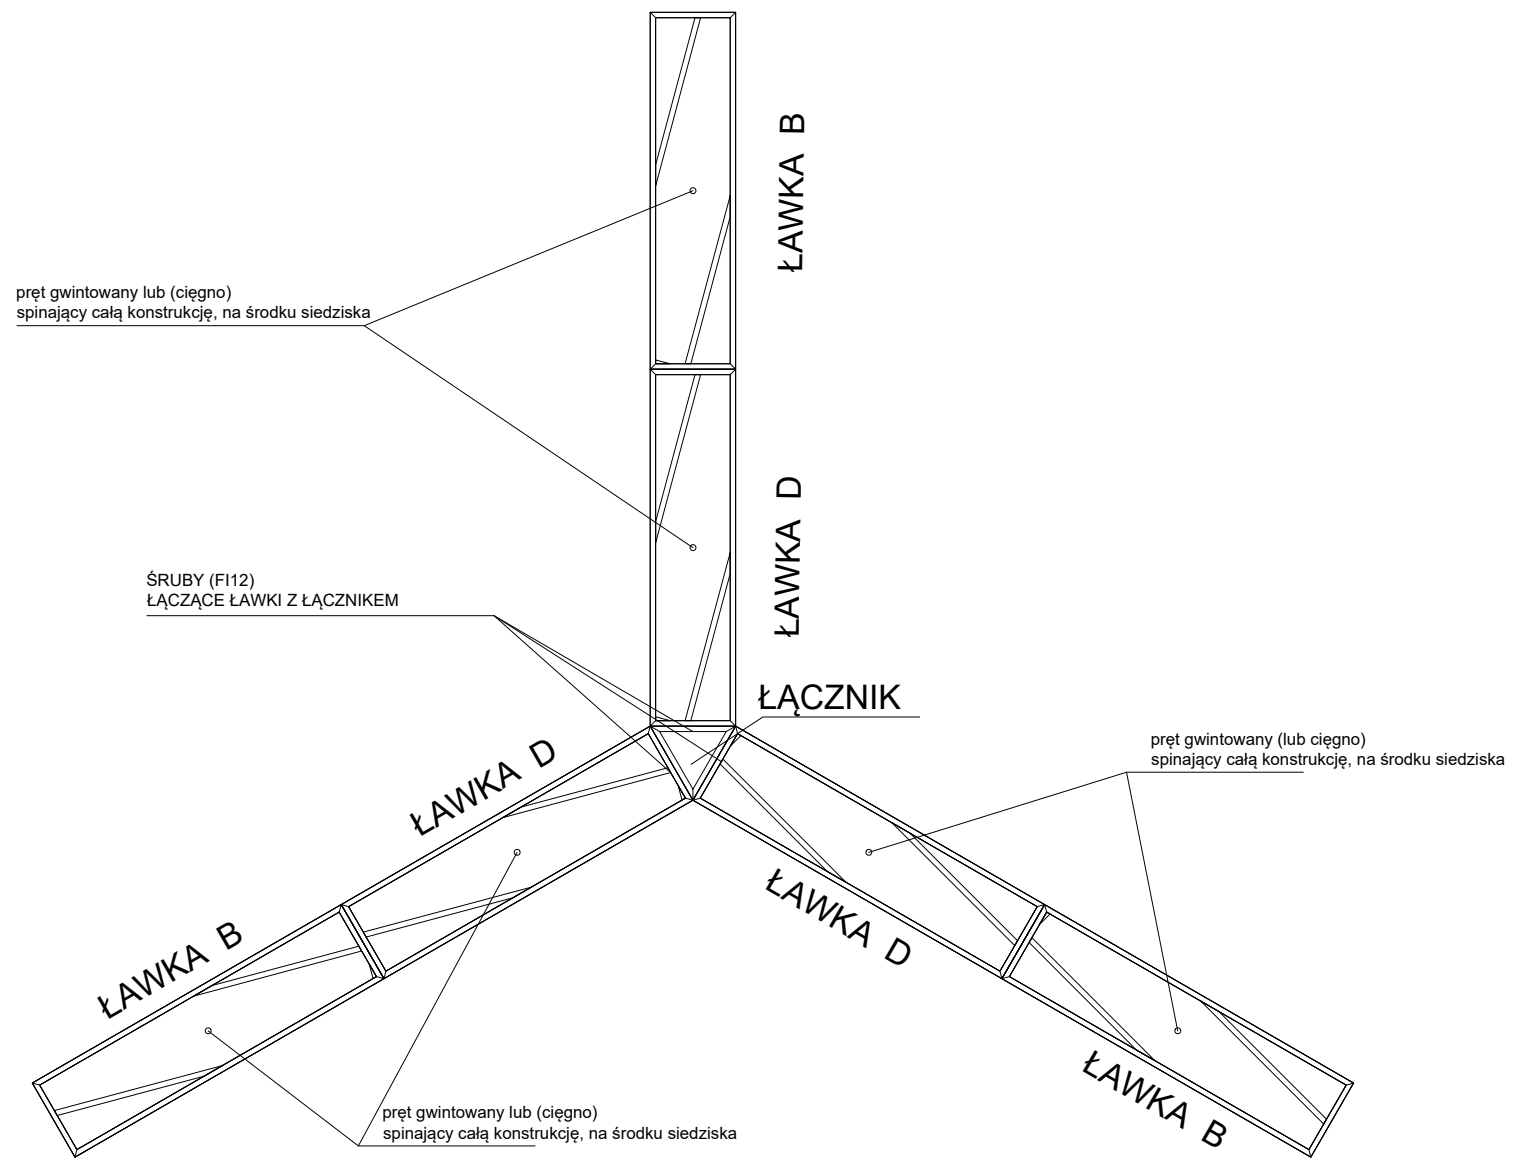 ŁAWKA B
pręt gwintowany lub (cięgno)
spinający całą konstrukcję, na środku siedziska
ŁAWKA D
ŚRUBY (FI12)
ŁĄCZĄCE ŁAWKI Z ŁĄCZNIKEM
ŁĄCZNIK
ŁAWKA D
pręt gwintowany (lub cięgno)
spinający całą konstrukcję, na środku siedziska
ŁAWKA D
ŁAWKA B
ŁAWKA B
pręt gwintowany lub (cięgno)
spinający całą konstrukcję, na środku siedziska